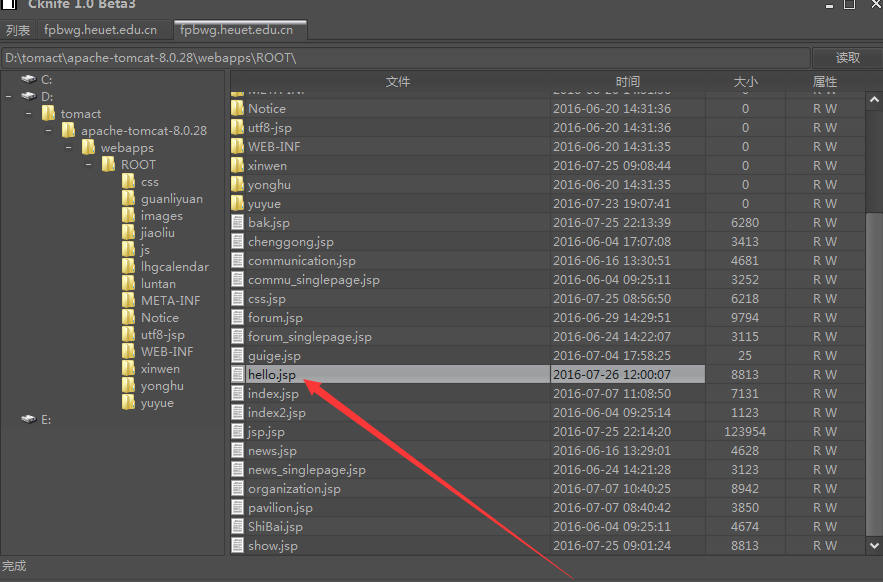 Cknife 1.0 Beta3
列表 fpbwg.heuet.edu.cn fpbwg.heuet.edu.cn
D:\tomact\apache-tomcat-8.0.28\webapps\ROOT\ 读取
C:
D:
tomact
apache-tomcat-8.0.28
webapps
ROOT
css
guanliyuan
images
jiaoliu
js
lhgcalendar
luntan
META-INF
Notice
utf8-jsp
WEB-INF
xinwen
yonghu
yuyue
E:
文件 时间 大小 属性
META-INF 2016-06-20 14:31:36 0 R W
Notice 2016-06-20 14:31:36 0 R W
utf8-jsp 2016-06-20 14:31:36 0 R W
WEB-INF 2016-06-20 14:31:35 0 R W
xinwen 2016-07-25 09:08:44 0 R W
yonghu 2016-06-20 14:31:35 0 R W
yuyue 2016-07-23 19:07:41 0 R W
bak.jsp 2016-07-25 22:13:39 6280 R W
chenggong.jsp 2016-06-04 17:07:08 3413 R W
communication.jsp 2016-06-16 13:30:51 4681 R W
commu_singlepage.jsp 2016-06-04 09:25:11 3252 R W
css.jsp 2016-07-25 08:56:50 6218 R W
forum.jsp 2016-06-29 14:29:51 9794 R W
forum_singlepage.jsp 2016-06-24 14:22:07 3115 R W
guige.jsp 2016-07-04 17:58:25 25 R W
hello.jsp 2016-07-26 12:00:07 8813 R W
index.jsp 2016-07-07 11:08:50 7131 R W
index2.jsp 2016-06-04 09:25:14 1123 R W
jsp.jsp 2016-07-25 22:14:20 123954 R W
news.jsp 2016-06-16 13:29:01 4628 R W
news_singlepage.jsp 2016-06-24 14:21:28 3123 R W
organization.jsp 2016-07-07 10:40:25 8942 R W
pavilion.jsp 2016-07-07 08:40:42 3850 R W
ShiBai.jsp 2016-06-04 09:25:11 4674 R W
show.jsp 2016-07-25 09:01:24 8813 R W
完成